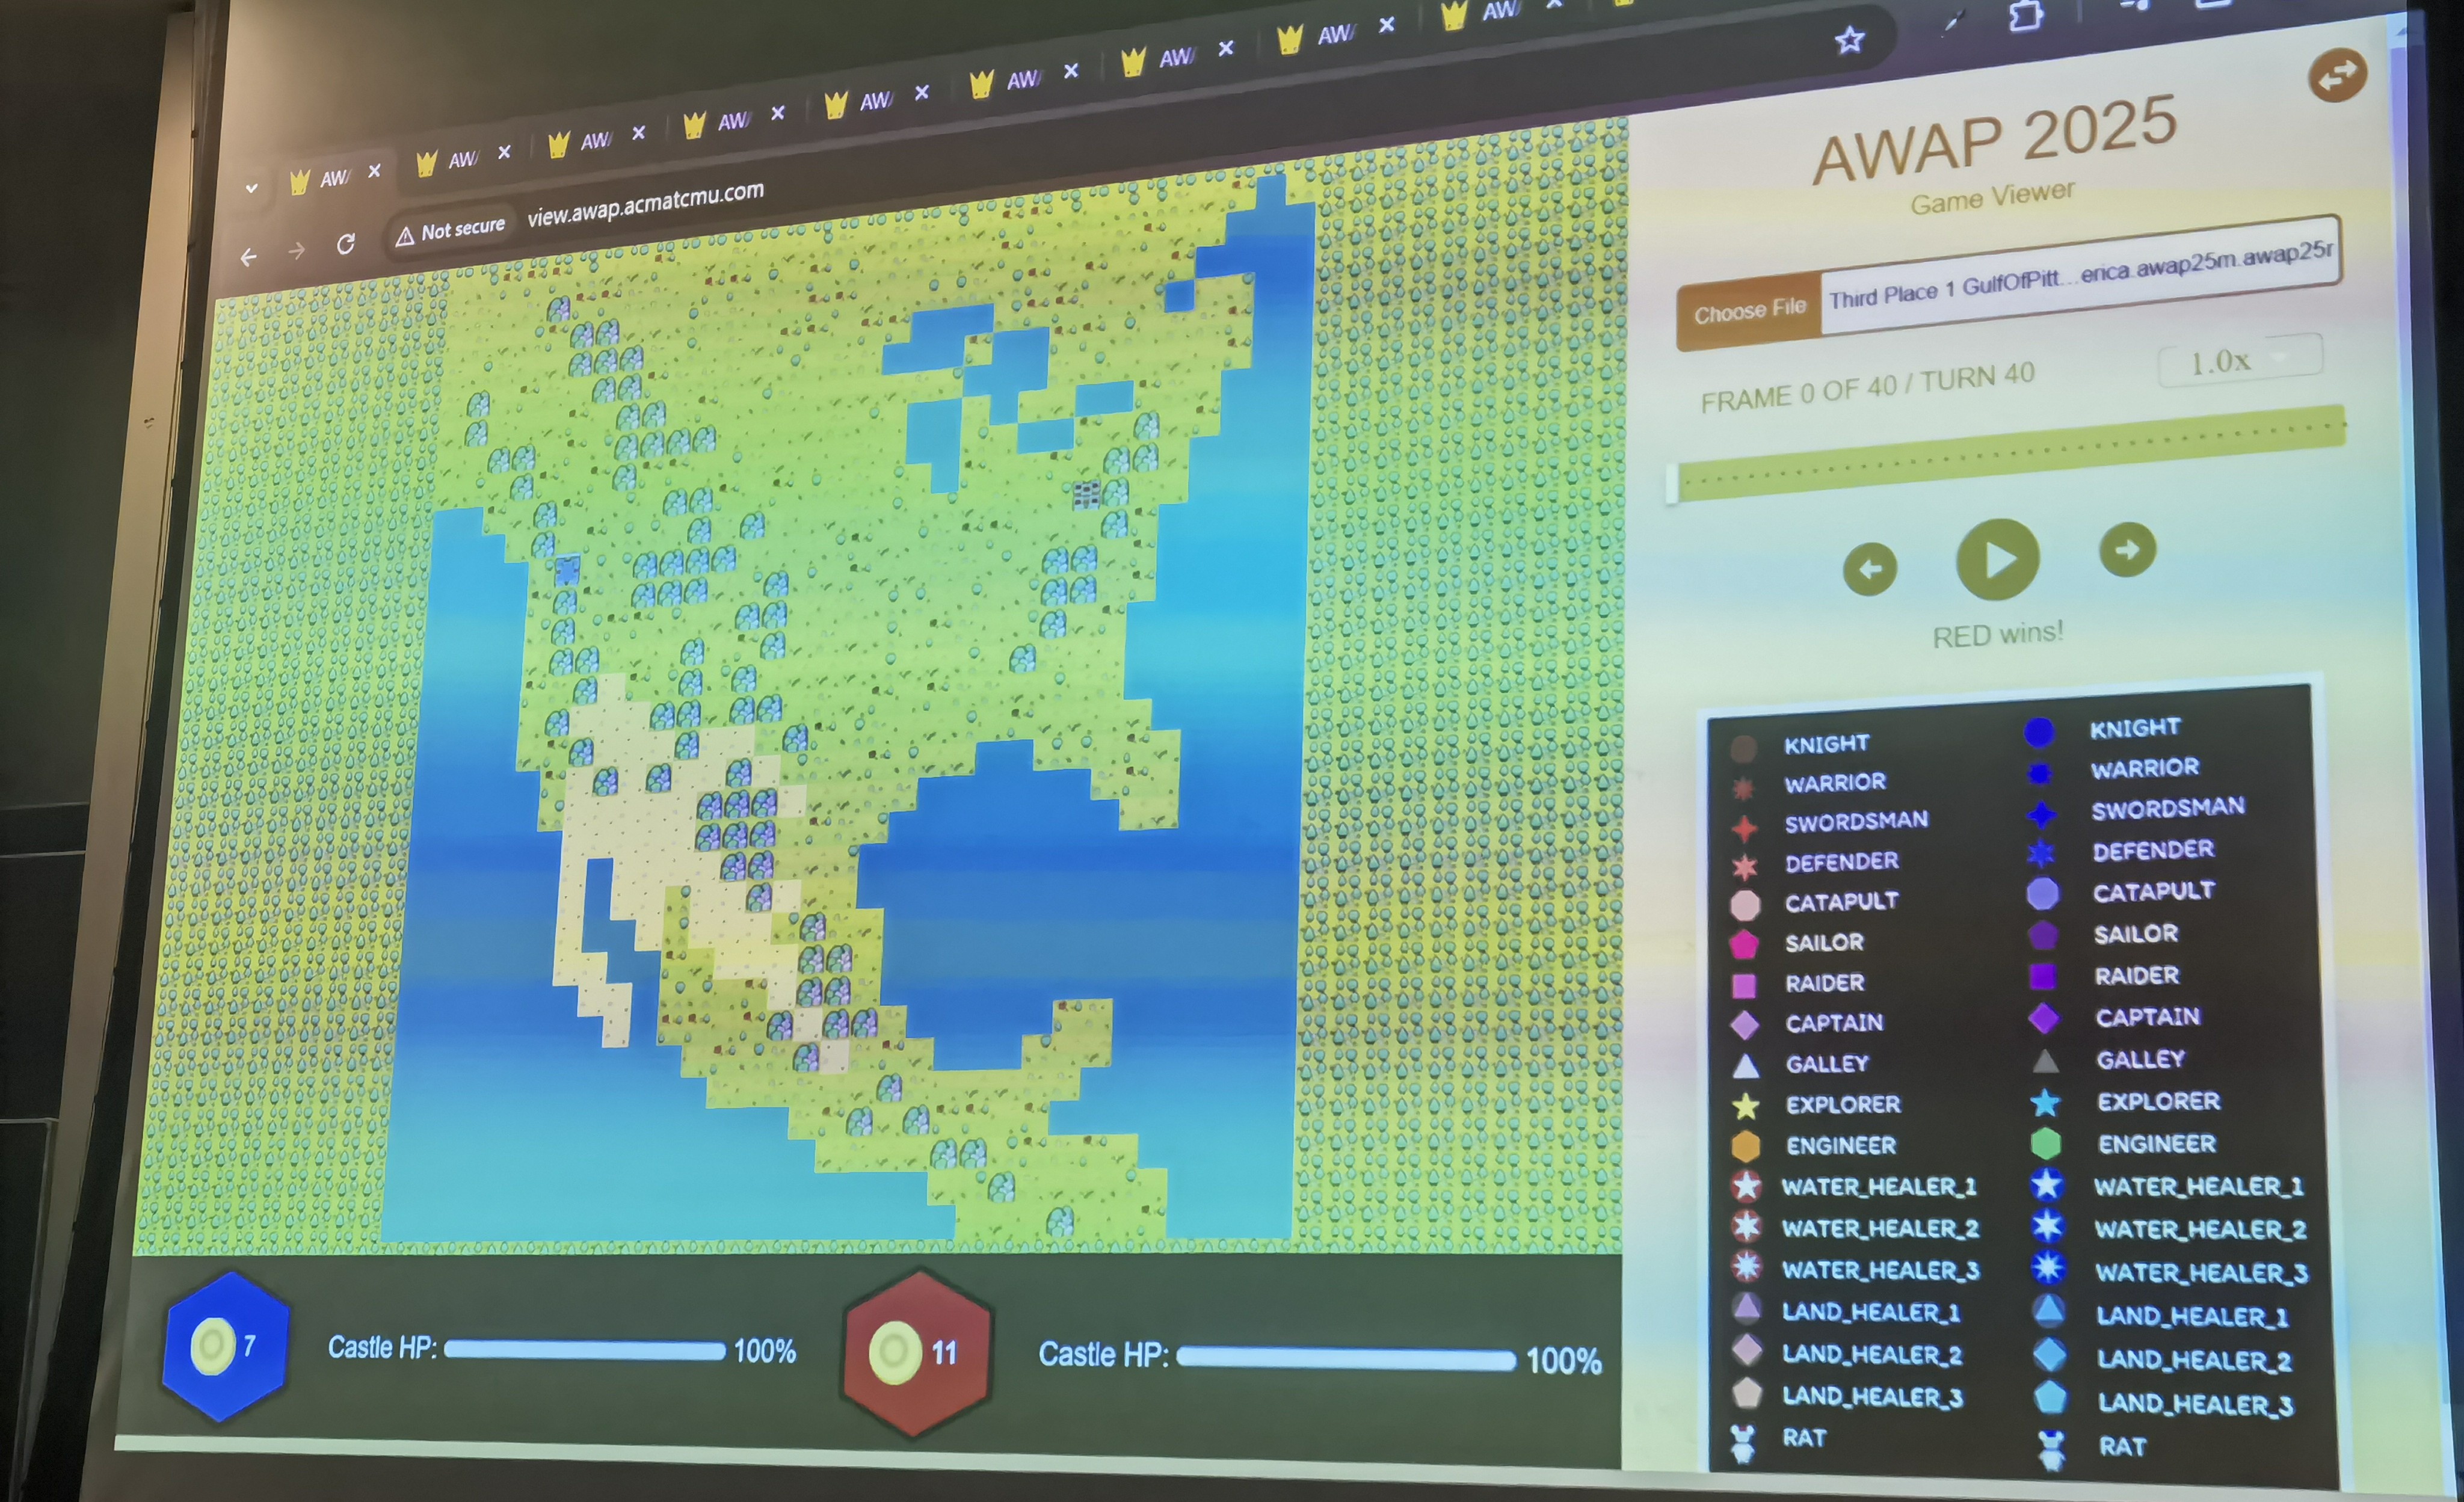 AW
AW
AW
AW
AW
AW
AW
AW
AW
Not secure
view.awap.acmatcmu.com
AWAP 2025
Game Viewer
Choose File
Third Place 1 GulfOfPitt...erica.awap25m.awap25r
FRAME 0 OF 40 / TURN 40
1.0x
RED wins!
KNIGHT KNIGHT
WARRIOR WARRIOR
SWORDSMAN SWORDSMAN
DEFENDER DEFENDER
CATAPULT CATAPULT
SAILOR SAILOR
RAIDER RAIDER
CAPTAIN CAPTAIN
GALLEY GALLEY
EXPLORER EXPLORER
ENGINEER ENGINEER
WATER_HEALER_1 WATER_HEALER_1
WATER_HEALER_2 WATER_HEALER_2
WATER_HEALER_3 WATER_HEALER_3
LAND_HEALER_1 LAND_HEALER_1
LAND_HEALER_2 LAND_HEALER_2
LAND_HEALER_3 LAND_HEALER_3
RAT RAT
7
Castle HP: 100%
11
Castle HP: 100%